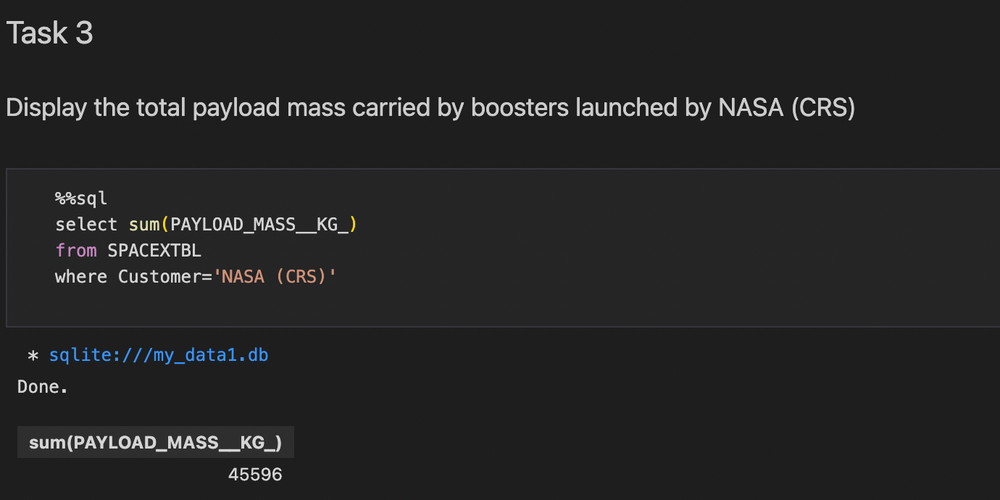 Task 3
Display the total payload mass carried by boosters launched by NASA (CRS)
%%sql
select sum(PAYLOAD_MASS__KG_)
from SPACEXTBL
where Customer='NASA (CRS)'
* sqlite:///my_data1.db
Done.
sum(PAYLOAD_MASS__KG_)
45596